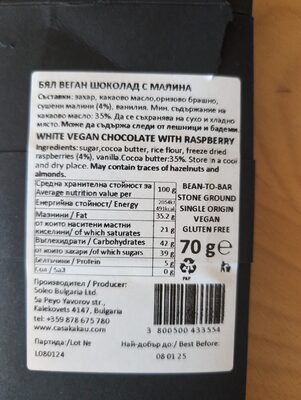 БЯЛ ВЕГАН ШОКОЛАД С МАЛИНА
Съставки: захар, какаово масло,оризово брашно,
сушени малини (4%), ванилия. Мин. съдържание на
какаово масло: 35%. Да се съхранява на сухо и хладно
място. Може да съдържа следи от лешници и бадеми.
WHITE VEGAN CHOCOLATE WITH RASPBERRY
Ingredients: sugar,cocoa butter, rice flour, freeze dried
raspberries (4%), vanilla.Cocoa butter:35%. Store in a cool
and dry place. May contain traces of hazelnuts and
almonds.
Средна хранителна стойност за
Average nutrition value per 100 g
Енергийна стойност/ Energy
Мазнини / Fat 35.2 g
от които наситени мастни
киселини/ of which saturates 21 g
Въглехидрати / Carbohydrates 42 g
от които захари /of which sugars 39 g
Белтъчини / Protein 5 g
Сол / Salt 0 g
BEAN-TO-BAR
STONE GROUND
SINGLE ORIGIN
VEGAN
GLUTEN FREE
70 g e
PAP
Производител / Producer:
Soleo Bulgaria Ltd.
5a Peyo Yavorov str.,
Kalekovets 4147, Bulgaria
tel: +359 878 675 780
www.casakakau.com
3 800500 433554
Партида:/Lot №
L080124
Най-добър до:/ Best Before:
08 01 25